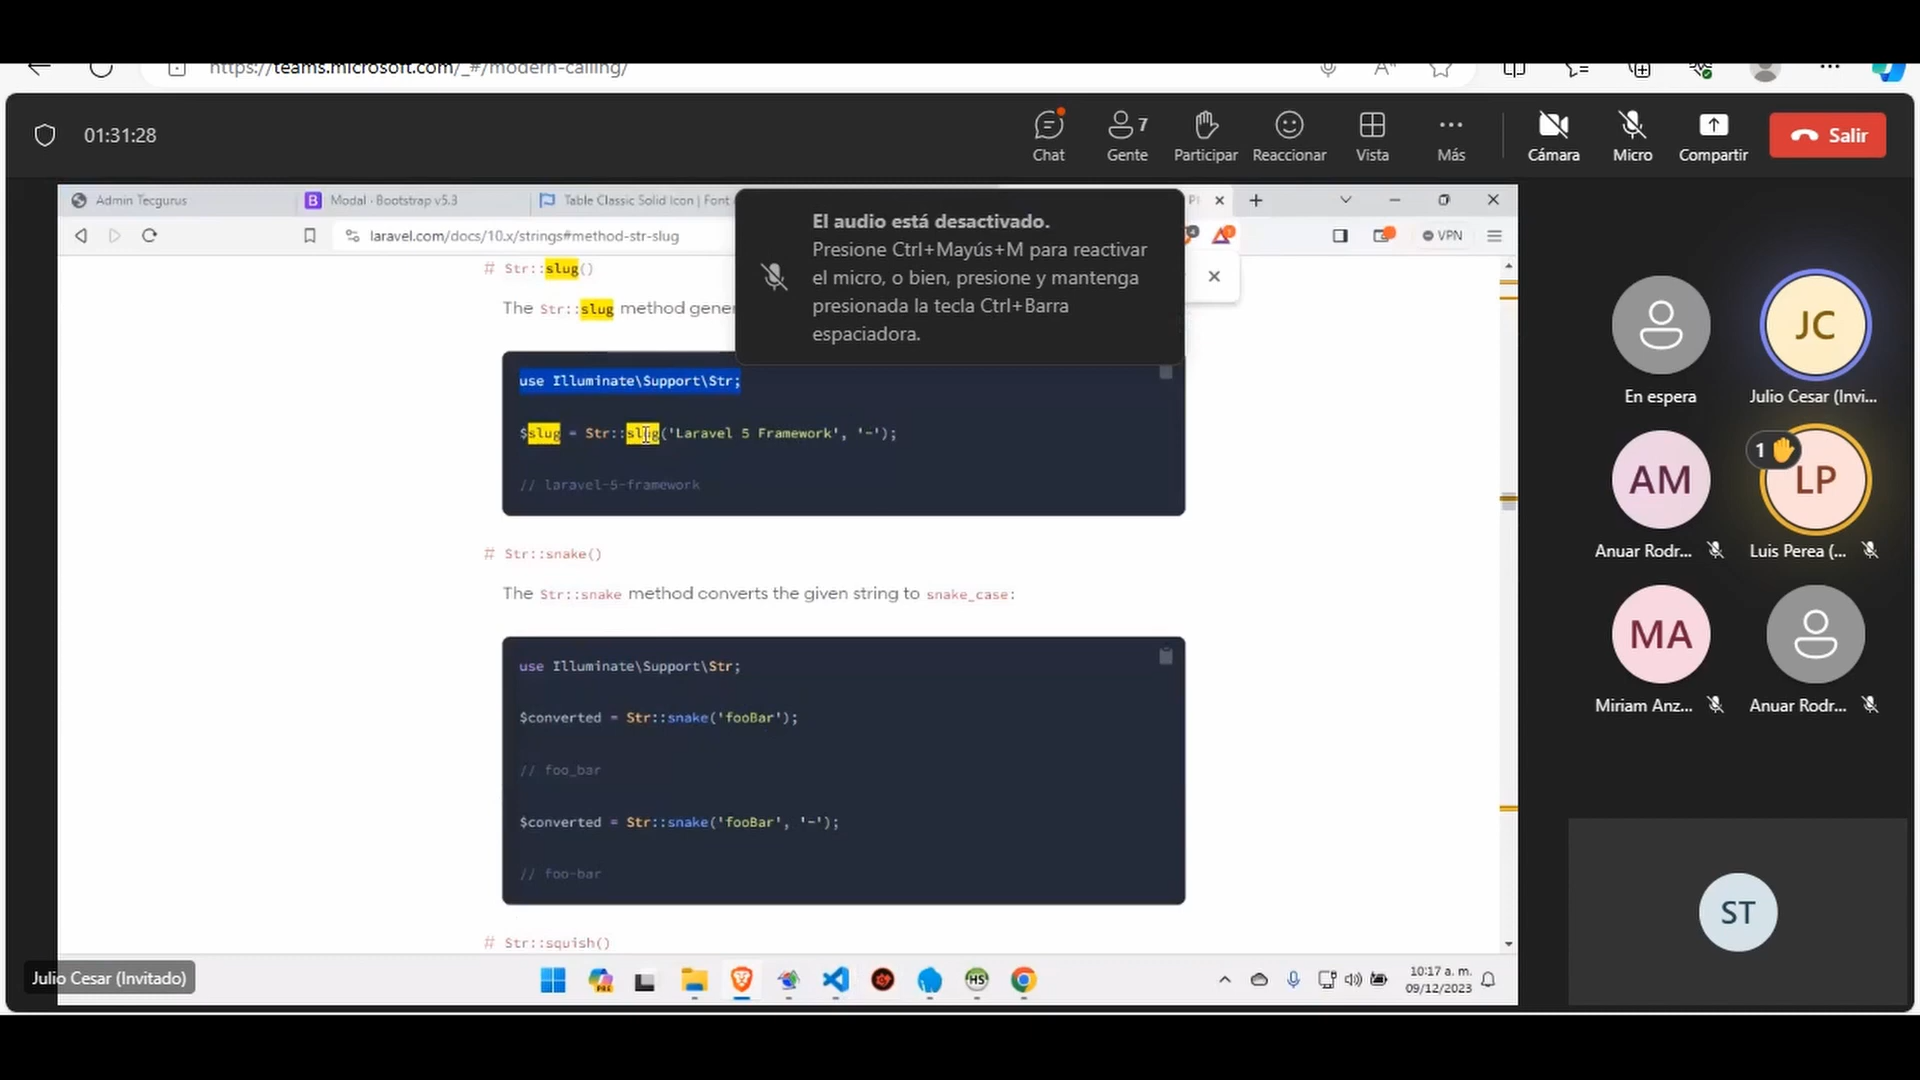 https://teams.microsoft.com/_#/modern-calling/
01:31:28
Chat
Gente
7
Participar
Reaccionar
Vista
Más
Cámara
Micro
Compartir
Salir
Admin Tecgurus
Modal · Bootstrap v5.3
Table Classic Solid Icon | Font
laravel.com/docs/10.x/strings#method-str-slug
VPN
El audio está desactivado.
Presione Ctrl+Mayús+M para reactivar
el micro, o bien, presione y mantenga
presionada la tecla Ctrl+Barra
espaciadora.
# Str::slug()
The Str::slug method gener
use Illuminate\Support\Str;
$slug = Str::slug('Laravel 5 Framework', '-');
// laravel-5-framework
# Str::snake()
The Str::snake method converts the given string to snake_case:
use Illuminate\Support\Str;
$converted = Str::snake('fooBar');
// foo_bar
$converted = Str::snake('fooBar', '-');
// foo-bar
# Str::squish()
En espera
JC
Julio Cesar (Invi...
AM
Anuar Rodr...
1
LP
Luis Perea (...
MA
Miriam Anz...
Anuar Rodr...
ST
Julio Cesar (Invitado)
HS
10:17 a. m.
09/12/2023